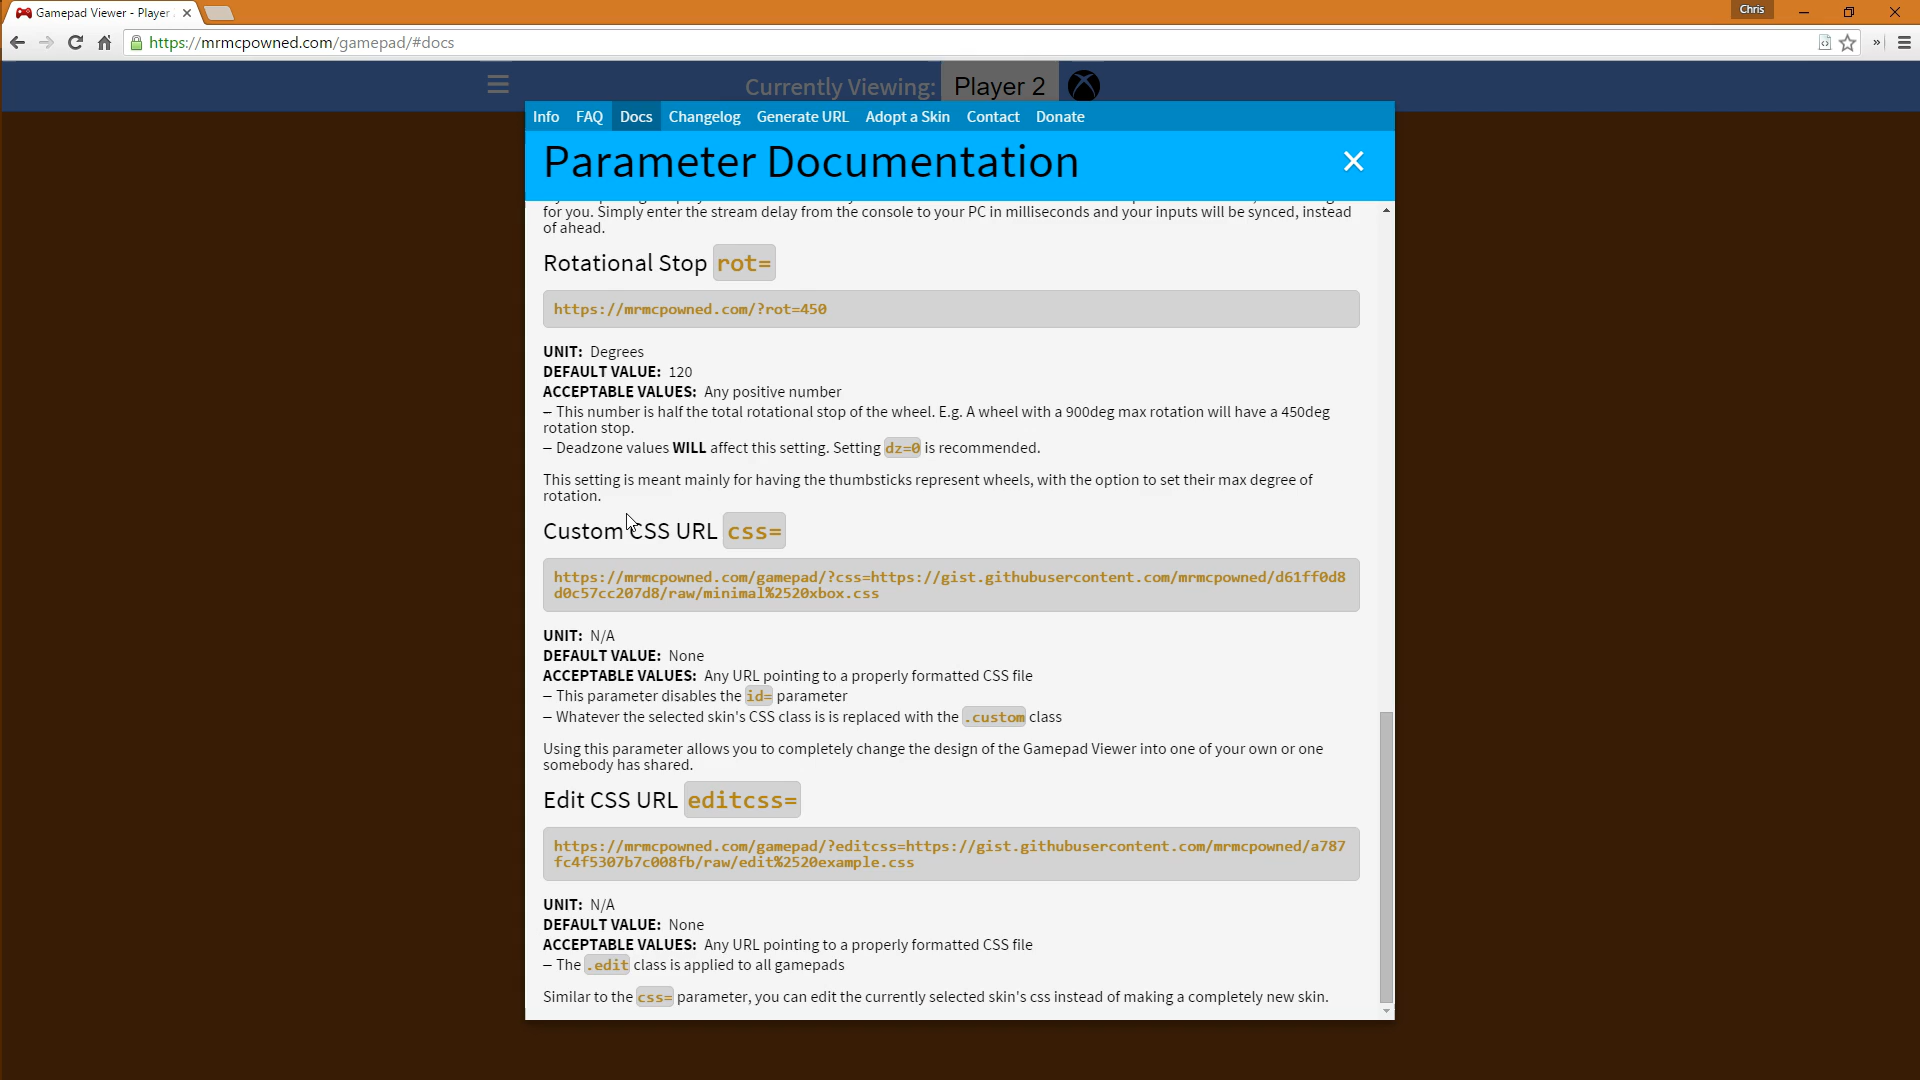 Gamepad Viewer - Player
Chris
https://mrmcpowned.com/gamepad/#docs
Currently Viewing: Player 2
Info FAQ Docs Changelog Generate URL Adopt a Skin Contact Donate
Parameter Documentation
for you. Simply enter the stream delay from the console to your PC in milliseconds and your inputs will be synced, instead
of ahead.
Rotational Stop rot=
https://mrmcpowned.com/?rot=450
UNIT: Degrees
DEFAULT VALUE: 120
ACCEPTABLE VALUES: Any positive number
– This number is half the total rotational stop of the wheel. E.g. A wheel with a 900deg max rotation will have a 450deg
rotation stop.
– Deadzone values WILL affect this setting. Setting dz=0 is recommended.
This setting is meant mainly for having the thumbsticks represent wheels, with the option to set their max degree of
rotation.
Custom CSS URL css=
https://mrmcpowned.com/gamepad/?css=https://gist.githubusercontent.com/mrmcpowned/d61ff0d8
d0c57cc207d8/raw/minimal%2520xbox.css
UNIT: N/A
DEFAULT VALUE: None
ACCEPTABLE VALUES: Any URL pointing to a properly formatted CSS file
– This parameter disables the id= parameter
– Whatever the selected skin's CSS class is is replaced with the .custom class
Using this parameter allows you to completely change the design of the Gamepad Viewer into one of your own or one
somebody has shared.
Edit CSS URL editcss=
https://mrmcpowned.com/gamepad/?editcss=https://gist.githubusercontent.com/mrmcpowned/a787
fc4f5307b7c008fb/raw/edit%2520example.css
UNIT: N/A
DEFAULT VALUE: None
ACCEPTABLE VALUES: Any URL pointing to a properly formatted CSS file
– The .edit class is applied to all gamepads
Similar to the css= parameter, you can edit the currently selected skin's css instead of making a completely new skin.